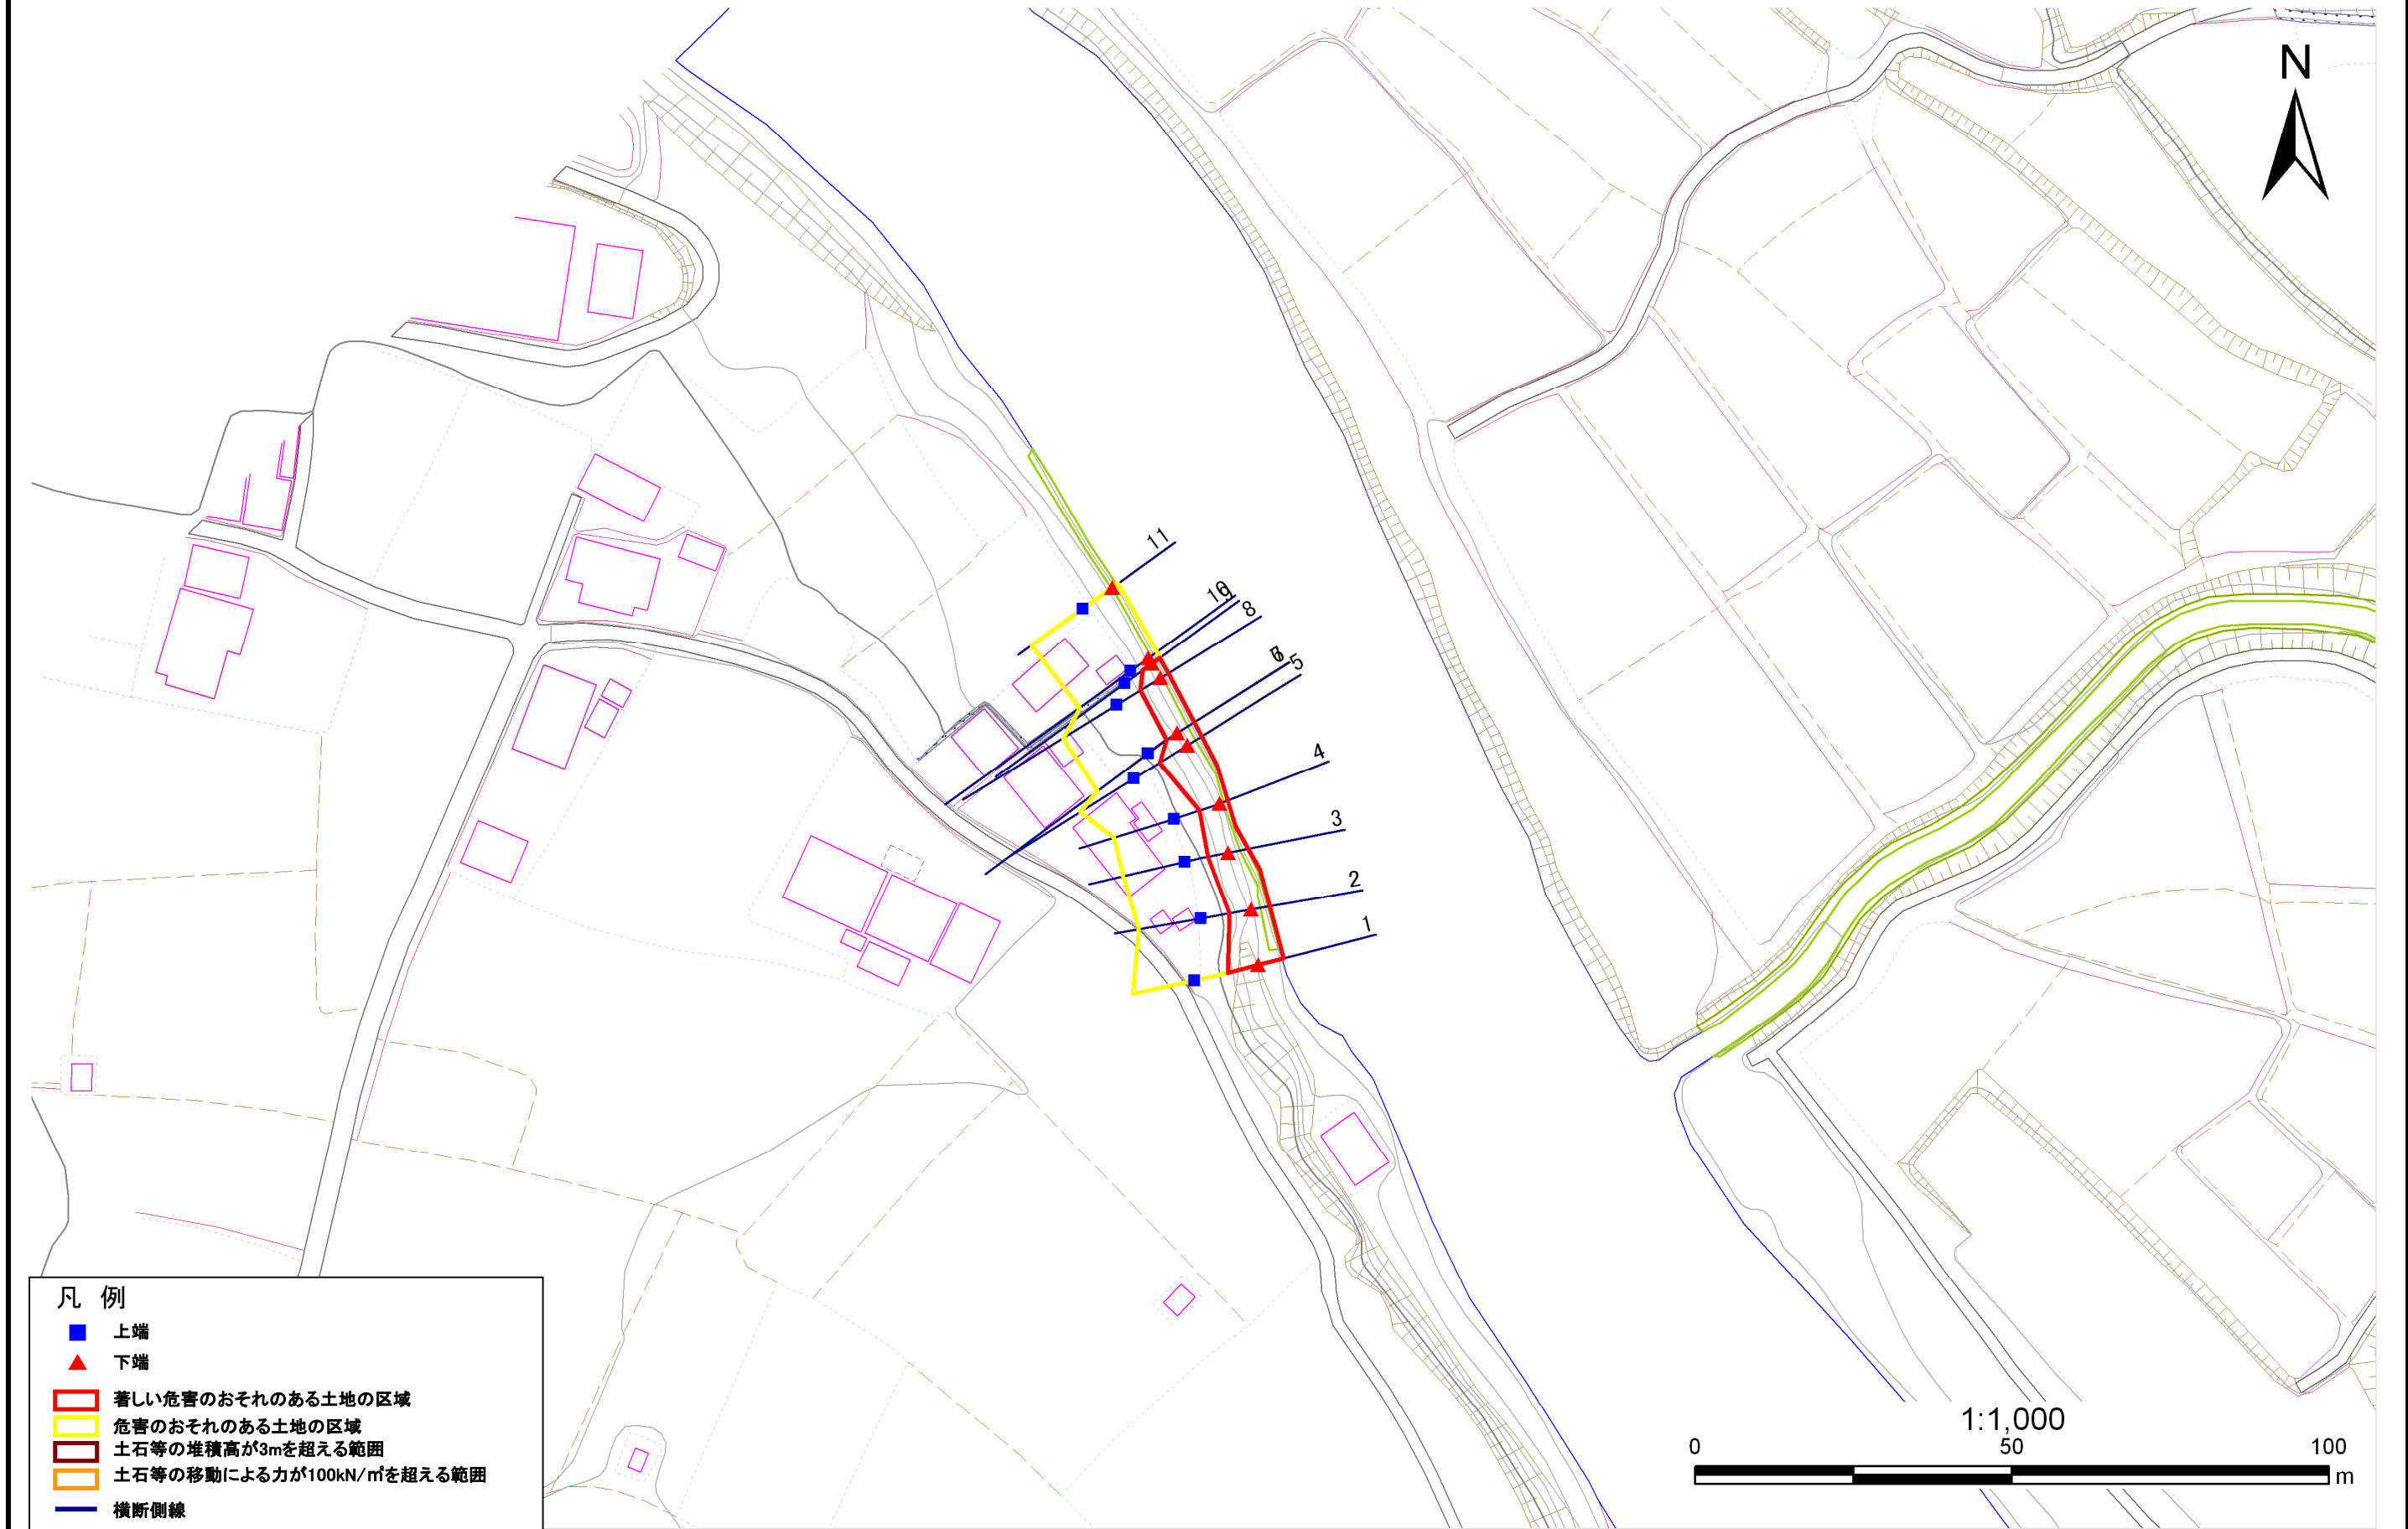 N
11
10
9
8
7
6
5
4
3
2
1
凡 例
上端
下端
著しい危害のおそれのある土地の区域
危害のおそれのある土地の区域
土石等の堆積高が3mを超える範囲
土石等の移動による力が100kN/㎡を超える範囲
横断側線
1:1,000
0 50 100
m